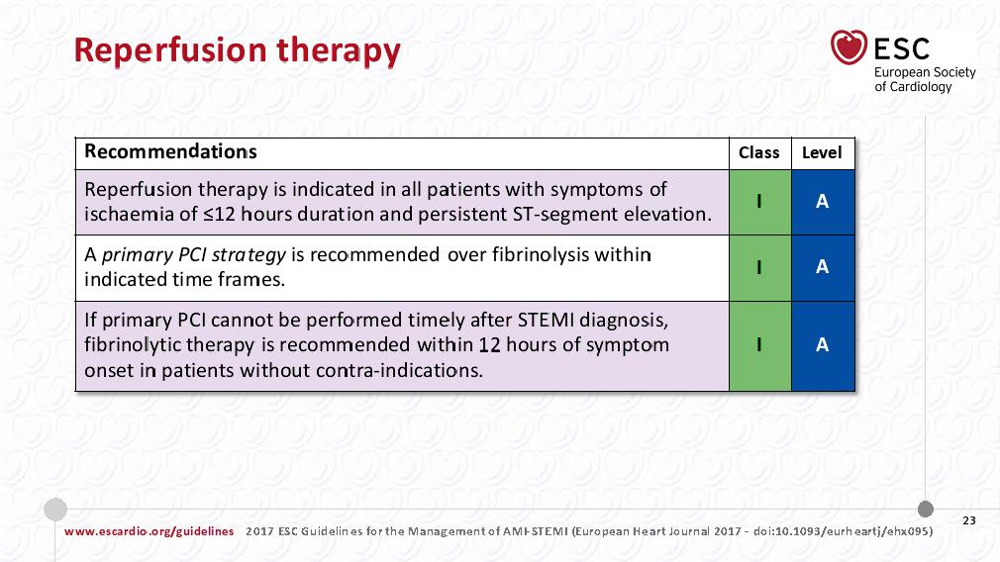 Reperfusion therapy
ESC
European Society
of Cardiology
Recommendations Class Level
Reperfusion therapy is indicated in all patients with symptoms of
ischaemia of ≤12 hours duration and persistent ST-segment elevation.
I A
A primary PCI strategy is recommended over fibrinolysis within
indicated time frames.
I A
If primary PCI cannot be performed timely after STEMI diagnosis,
fibrinolytic therapy is recommended within 12 hours of symptom
onset in patients without contra-indications.
I A
23
www.escardio.org/guidelines 2017 ESC Guidelines for the Management of AMI-STEMI (European Heart Journal 2017 - doi:10.1093/eurheartj/ehx095)